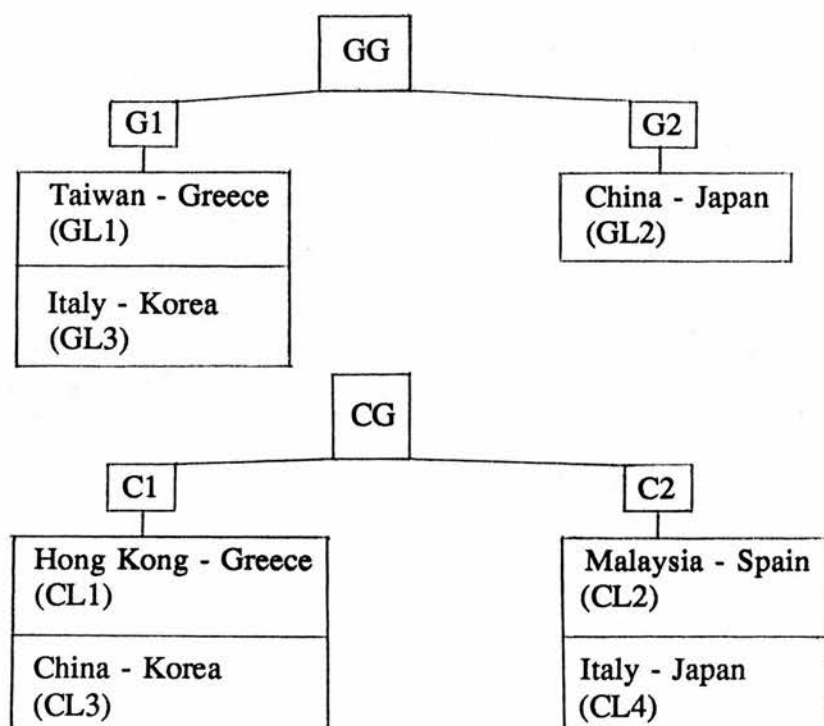 GG
G1
G2
Taiwan - Greece
(GL1)
Italy - Korea
(GL3)
China - Japan
(GL2)
CG
C1
C2
Hong Kong - Greece
(CL1)
China - Korea
(CL3)
Malaysia - Spain
(CL2)
Italy - Japan
(CL4)